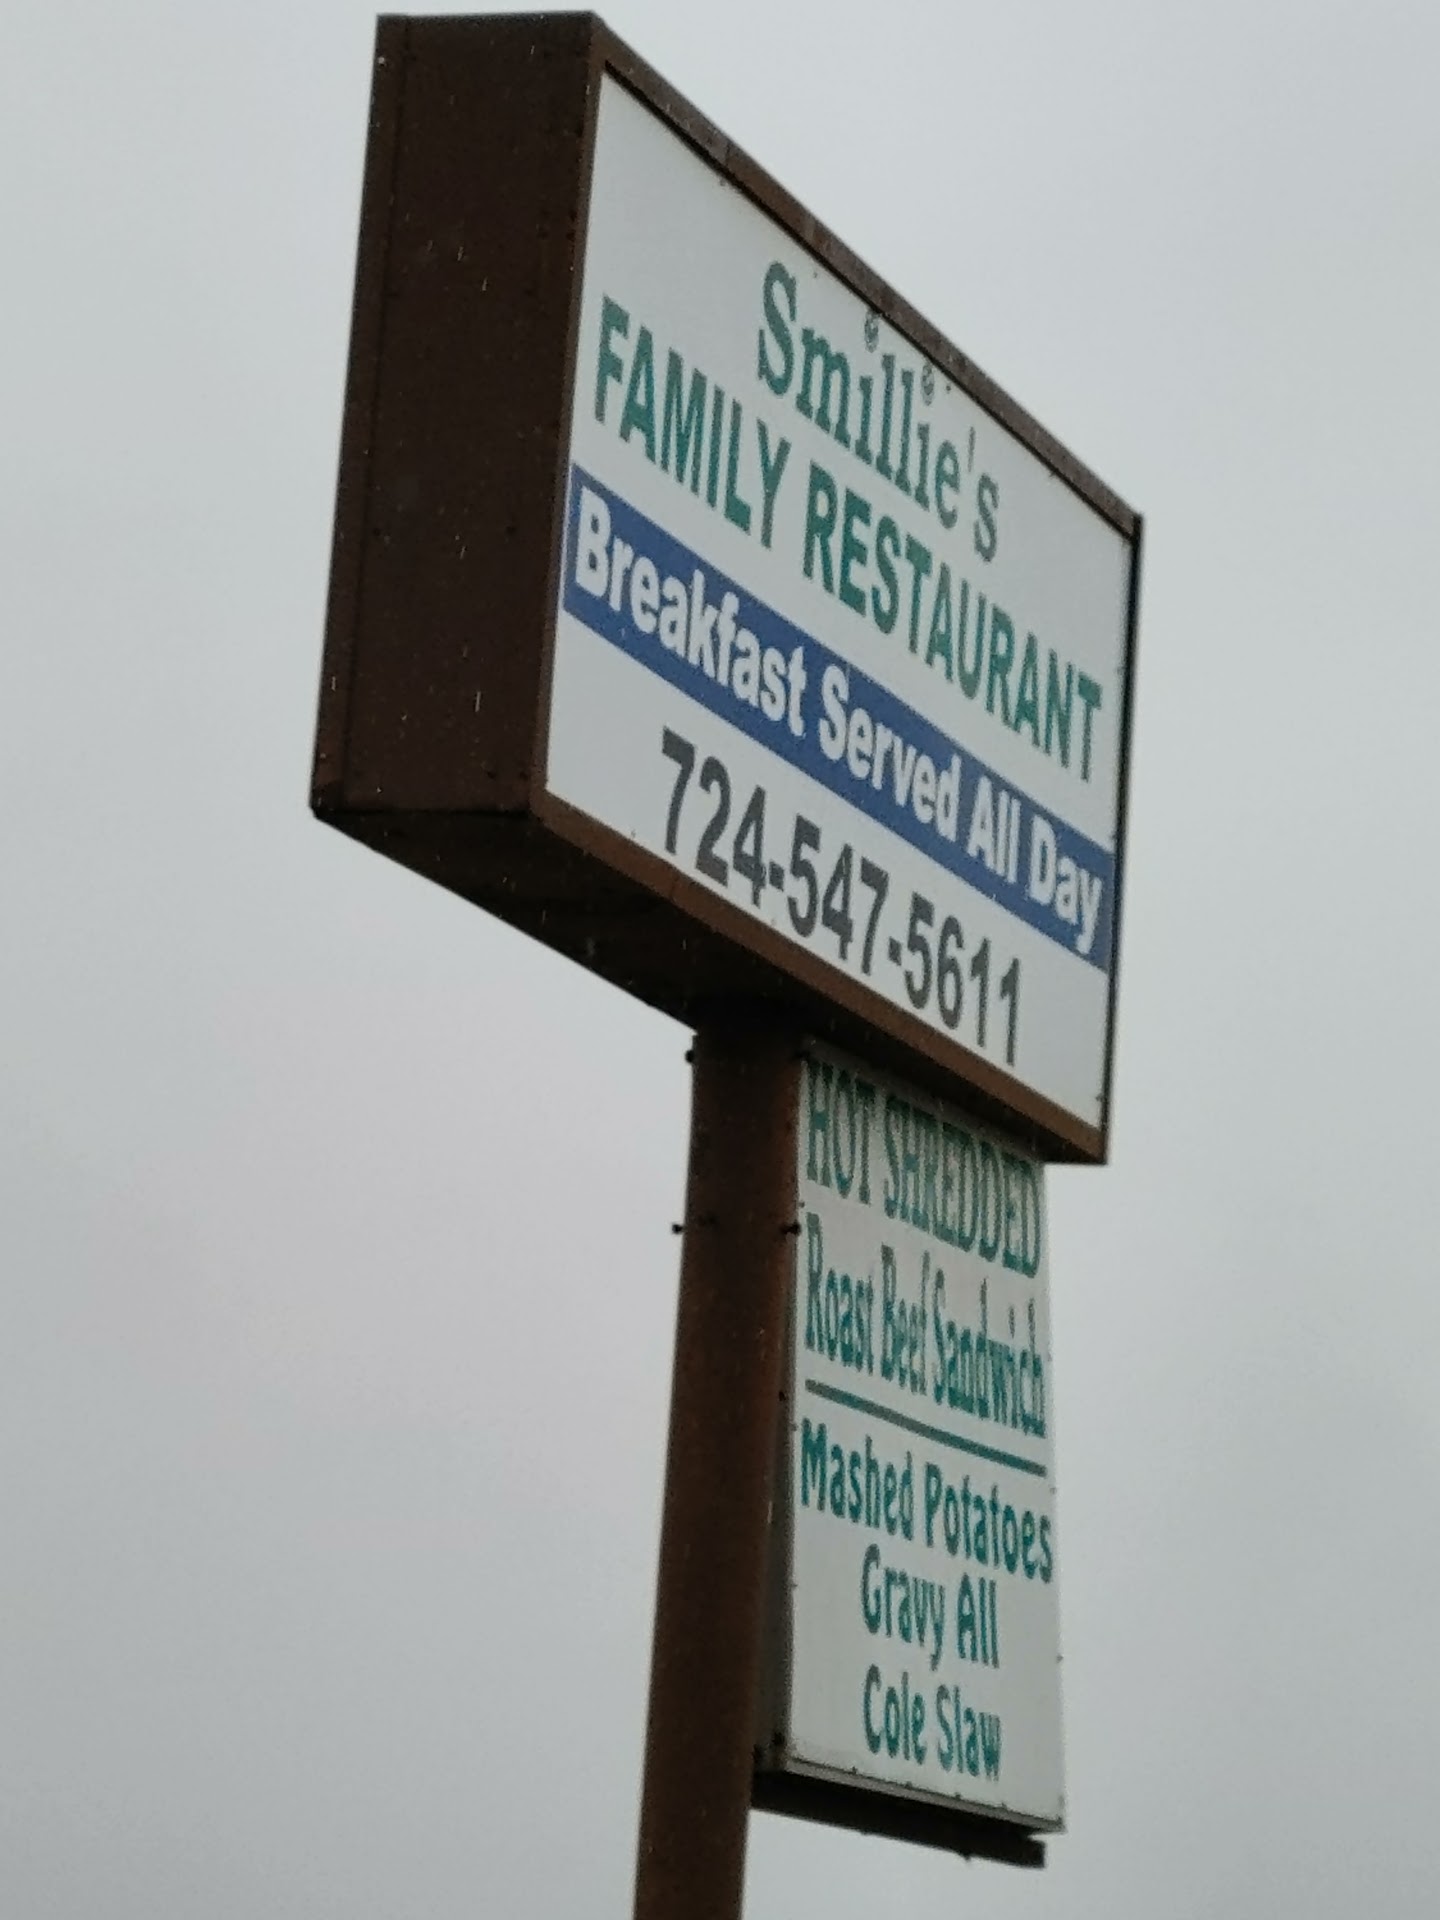 Smillie's
FAMILY RESTAURANT
Breakfast Served All Day
724-547-5611
HOT SHREDDED
Roast Beef Sandwich
Mashed Potatoes
Gravy All
Cole Slaw